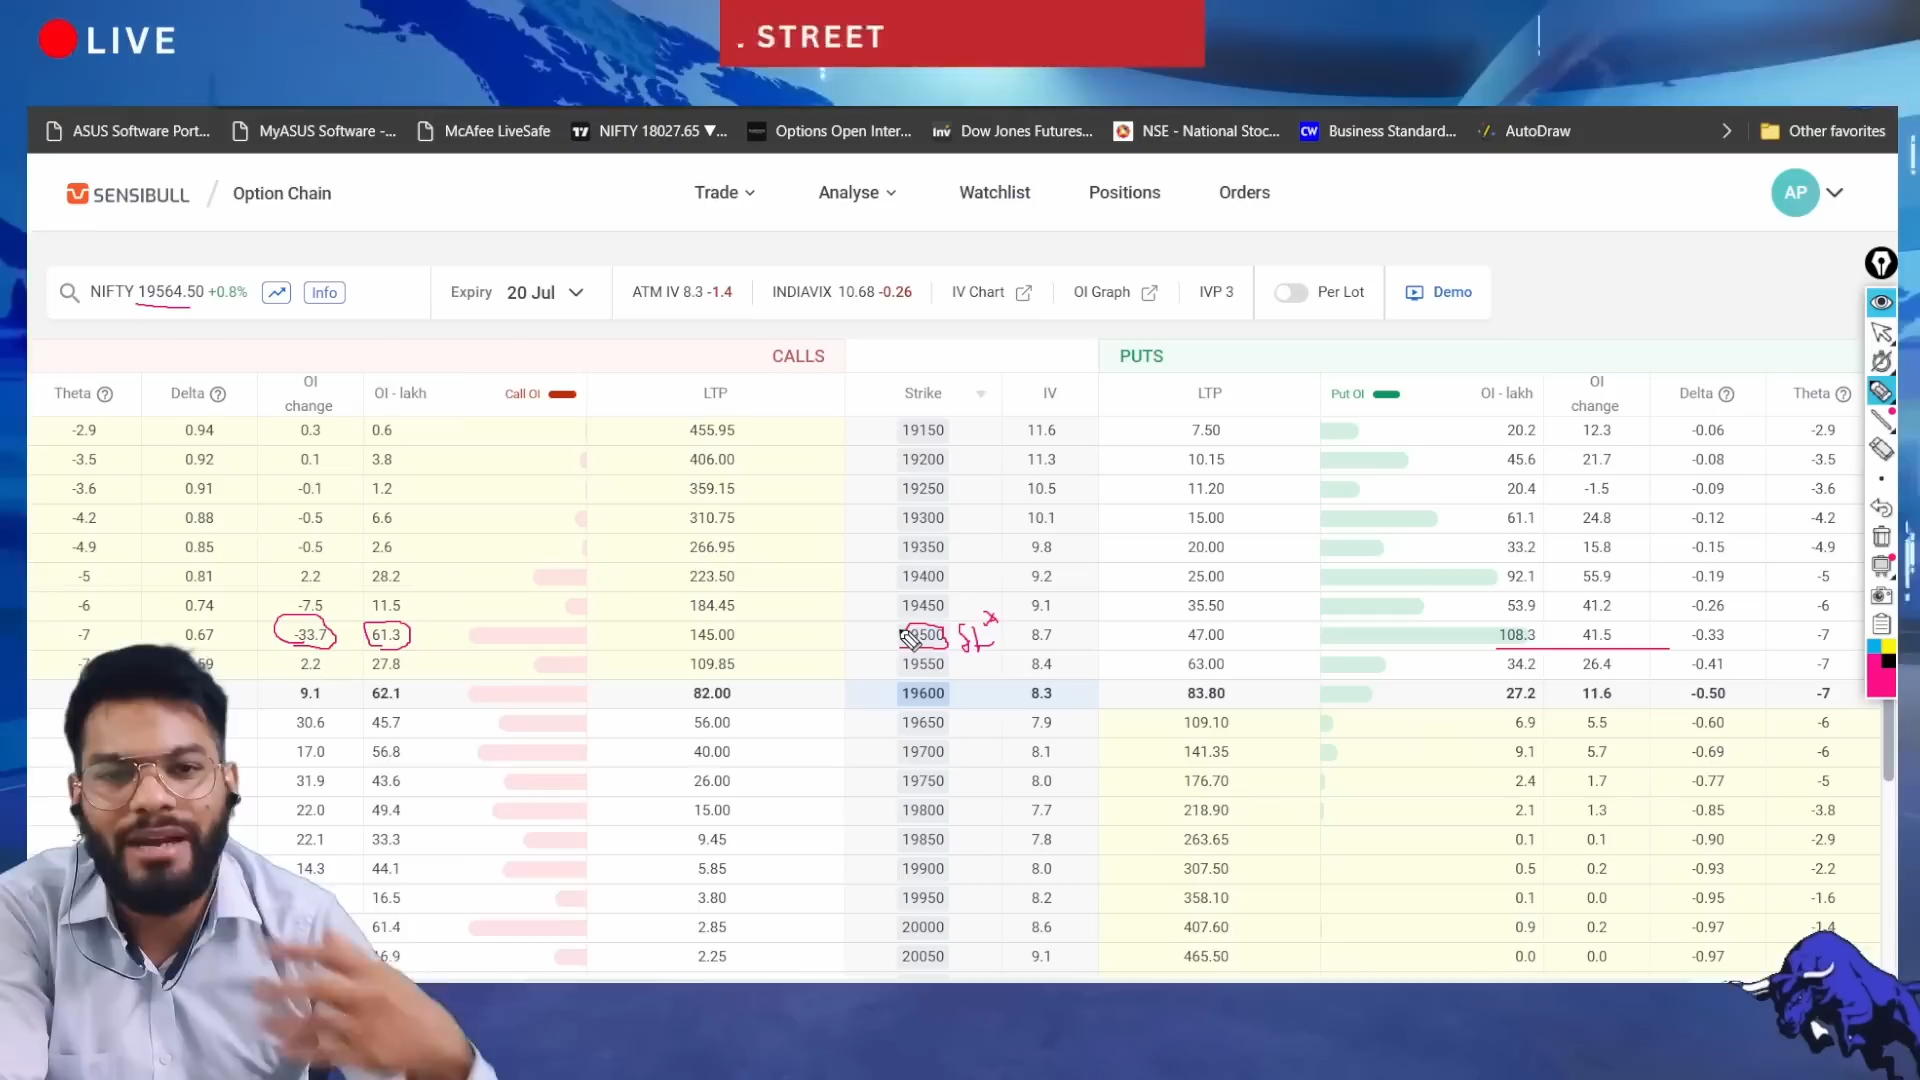 LIVE
. STREET
ASUS Software Port... MyASUS Software -... McAfee LiveSafe NIFTY 18027.65 ▼... Options Open Inter... inv Dow Jones Futures... NSE - National Stoc... CW Business Standard... AutoDraw Other favorites
SENSIBULL / Option Chain Trade Analyse Watchlist Positions Orders AP
NIFTY 19564.50 +0.8% Info Expiry 20 Jul ATM IV 8.3 -1.4 INDIAVIX 10.68 -0.26 IV Chart OI Graph IVP 3 Per Lot Demo
CALLS PUTS
Theta Delta OI change OI - lakh Call OI LTP Strike IV LTP Put OI OI - lakh OI change Delta Theta
-2.9 0.94 0.3 0.6 455.95 19150 11.6 7.50 20.2 12.3 -0.06 -2.9
-3.5 0.92 0.1 3.8 406.00 19200 11.3 10.15 45.6 21.7 -0.08 -3.5
-3.6 0.91 -0.1 1.2 359.15 19250 10.5 11.20 20.4 -1.5 -0.09 -3.6
-4.2 0.88 -0.5 6.6 310.75 19300 10.1 15.00 61.1 24.8 -0.12 -4.2
-4.9 0.85 -0.5 2.6 266.95 19350 9.8 20.00 33.2 15.8 -0.15 -4.9
-5 0.81 2.2 28.2 223.50 19400 9.2 25.00 92.1 55.9 -0.19 -5
-6 0.74 -7.5 11.5 184.45 19450 9.1 35.50 53.9 41.2 -0.26 -6
-7 0.67 -33.7 61.3 145.00 9500 8.7 47.00 108.3 41.5 -0.33 -7
59 2.2 27.8 109.85 19550 8.4 63.00 34.2 26.4 -0.41 -7
9.1 62.1 82.00 19600 8.3 83.80 27.2 11.6 -0.50 -7
30.6 45.7 56.00 19650 7.9 109.10 6.9 5.5 -0.60 -6
17.0 56.8 40.00 19700 8.1 141.35 9.1 5.7 -0.69 -6
31.9 43.6 26.00 19750 8.0 176.70 2.4 1.7 -0.77 -5
22.0 49.4 15.00 19800 7.7 218.90 2.1 1.3 -0.85 -3.8
22.1 33.3 9.45 19850 7.8 263.65 0.1 0.1 -0.90 -2.9
14.3 44.1 5.85 19900 8.0 307.50 0.5 0.2 -0.93 -2.2
16.5 3.80 19950 8.2 358.10 0.1 0.0 -0.95 -1.6
61.4 2.85 20000 8.6 407.60 0.9 0.2 -0.97 -1.4
6.9 2.25 20050 9.1 465.50 0.0 0.0 -0.97